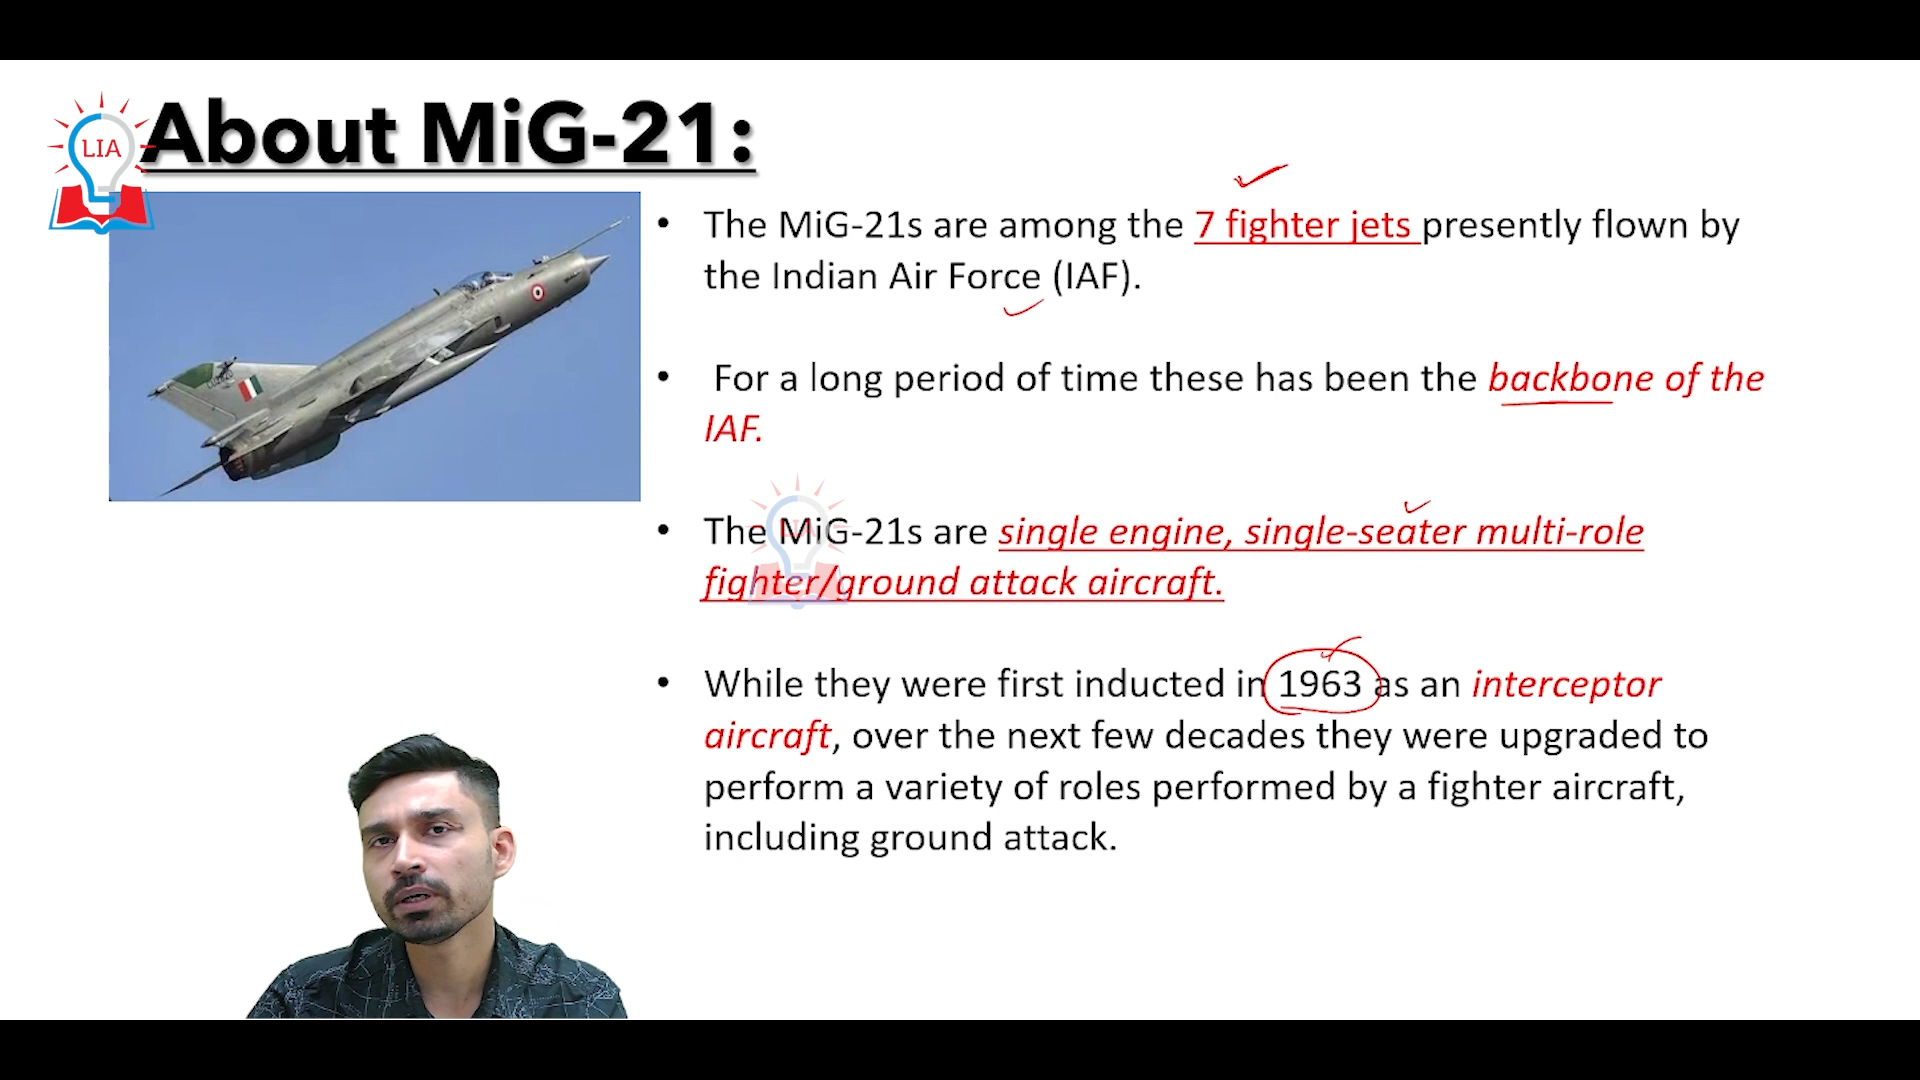 LIA
About MiG-21:
• The MiG-21s are among the 7 fighter jets presently flown by
the Indian Air Force (IAF).
• For a long period of time these has been the backbone of the
IAF.
• The MiG-21s are single engine, single-seater multi-role
fighter/ground attack aircraft.
• While they were first inducted in 1963 as an interceptor
aircraft, over the next few decades they were upgraded to
perform a variety of roles performed by a fighter aircraft,
including ground attack.